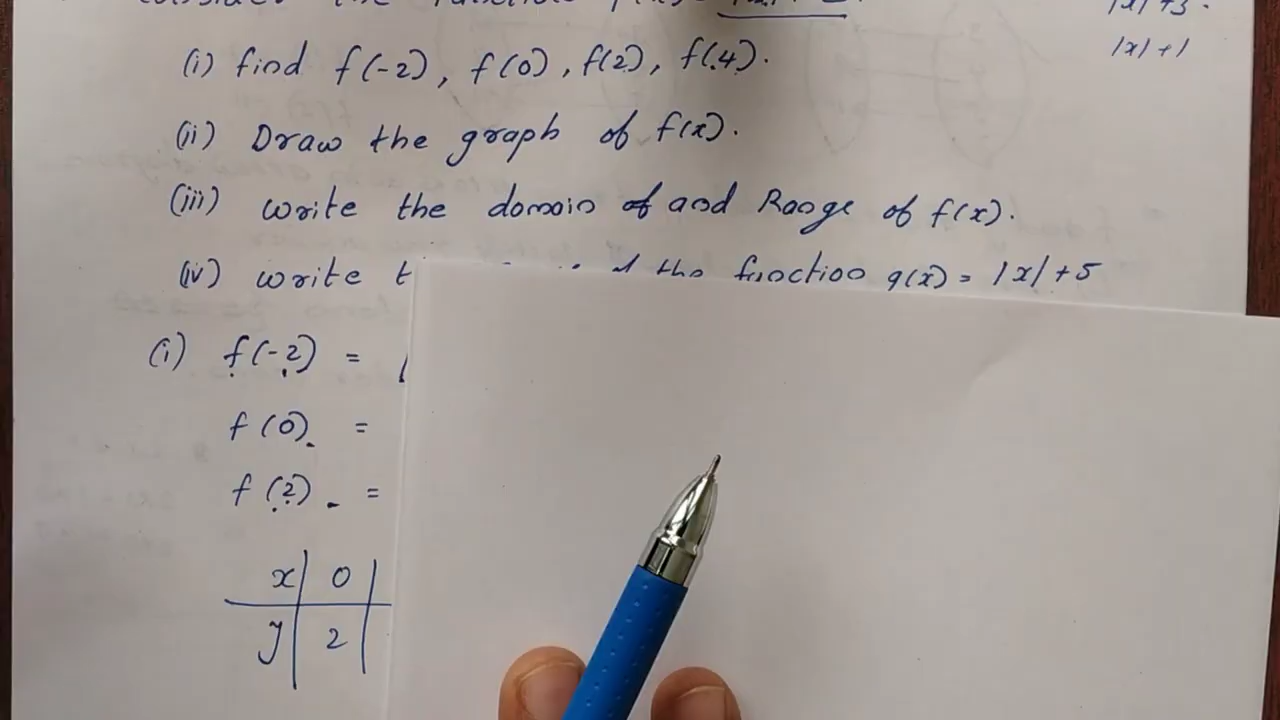 |x| + 3.
|x| + 1
(i) find f(-2), f(0), f(2), f(4).
(ii) Draw the graph of f(x).
(iii) write the domain of and Range of f(x).
(iv) write the function g(x) = |x| + 5
(i) f(-2) =
f(0) =
f(2) =
x | 0 |
y | 2 |